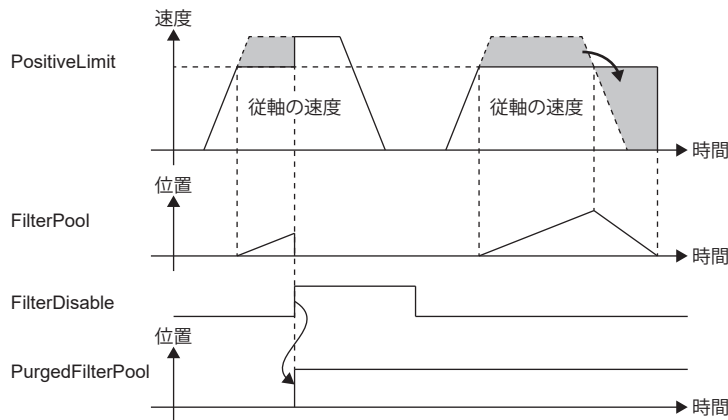 速度
PositiveLimit
従軸の速度
従軸の速度
時間
位置
FilterPool
時間
FilterDisable
位置
PurgedFilterPool
時間